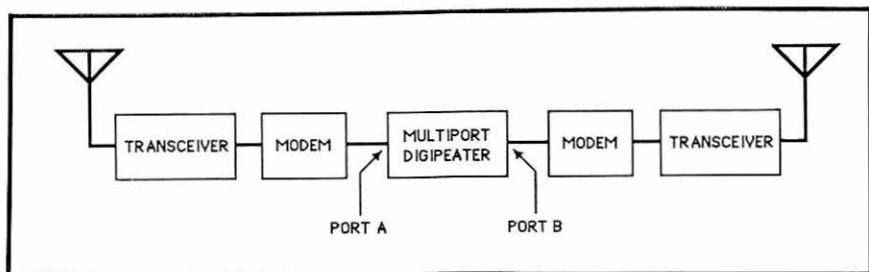 TRANSCEIVER
MODEM
MULTIPORT
DIGIPEATER
MODEM
TRANSCEIVER
PORT A
PORT B